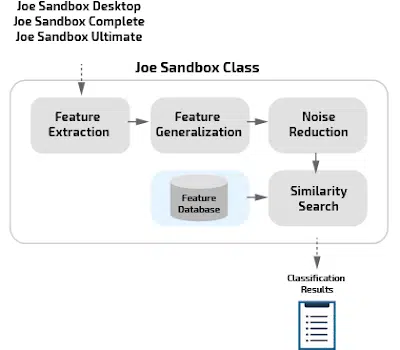 Joe Sandbox Desktop
Joe Sandbox Complete
Joe Sandbox Ultimate
Joe Sandbox Class
Feature
Extraction
Feature
Generalization
Noise
Reduction
Feature
Database
Similarity
Search
Classification
Results